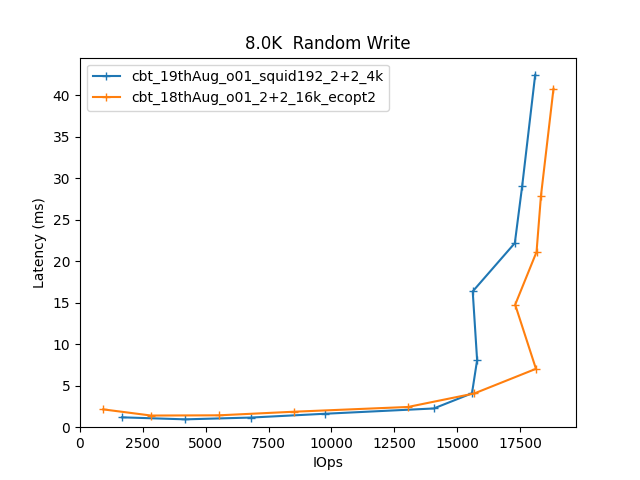 8.0K  Random Write
cbt_19thAug_o01_squid192_2+2_4k
cbt_18thAug_o01_2+2_16k_ecopt2
40
35
30
25
20
15
10
5
0
Latency (ms)
0 2500 5000 7500 10000 12500 15000 17500
IOps